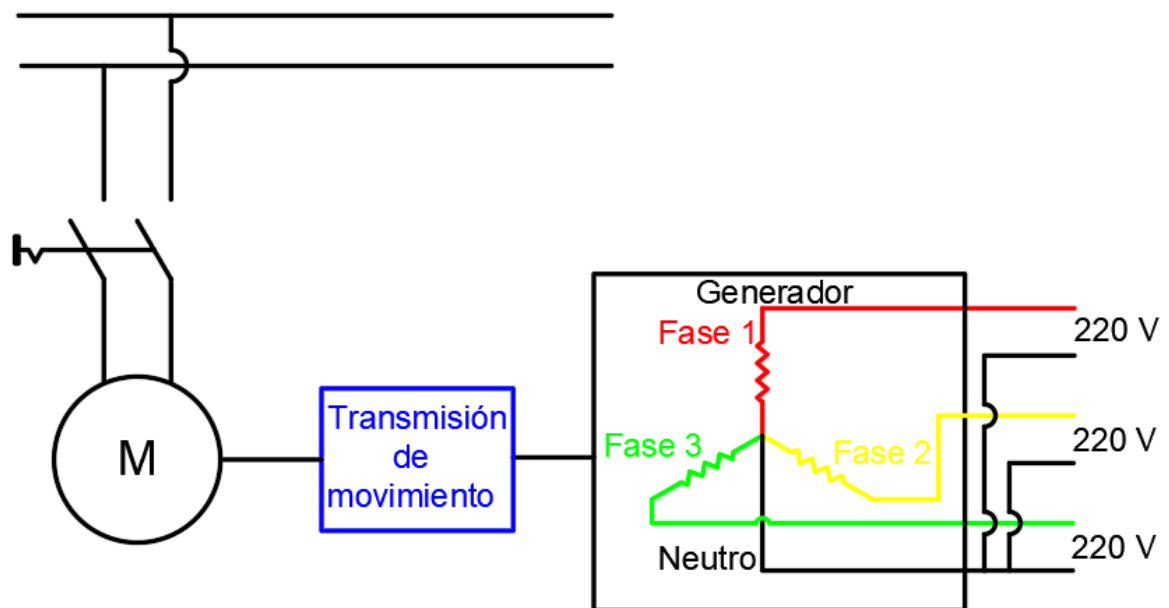 Generador
Fase 1
220 V
Transmisión
de
movimiento
M
Fase 3
Fase 2
220 V
Neutro
220 V